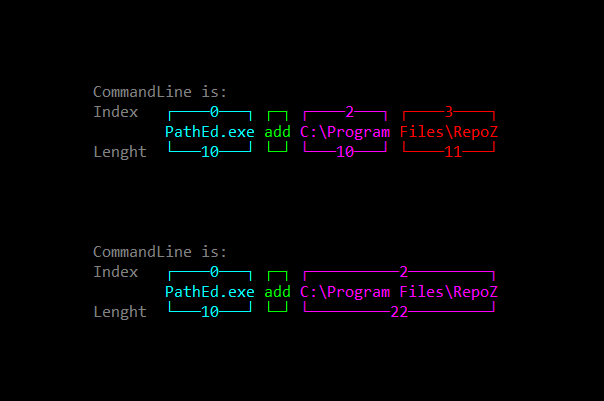 CommandLine is:
Index ┌────0───┐ ┌─┐ ┌────2───┐ ┌────3────┐
PathEd.exe add C:\Program Files\RepoZ
Lenght └───10───┘ └─┘ └───10───┘ └────11───┘
CommandLine is:
Index ┌────0───┐ ┌─┐ ┌──────────2─────────┐
PathEd.exe add C:\Program Files\RepoZ
Lenght └───10───┘ └─┘ └─────────22─────────┘